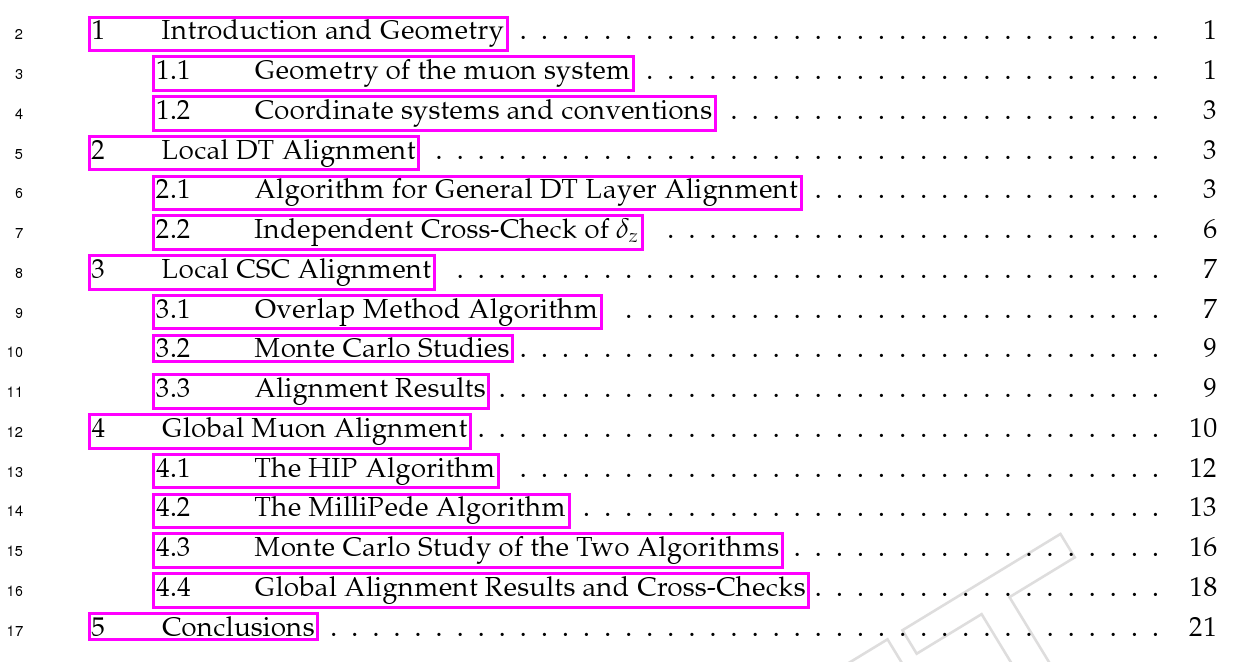 2 1 Introduction and Geometry . . . . . . . . . . . . . . . . . . . . . . . . . . . . . . . 1
3 1.1 Geometry of the muon system . . . . . . . . . . . . . . . . . . . . . . . . . 1
4 1.2 Coordinate systems and conventions . . . . . . . . . . . . . . . . . . . . . 3
5 2 Local DT Alignment . . . . . . . . . . . . . . . . . . . . . . . . . . . . . . . . . . . 3
6 2.1 Algorithm for General DT Layer Alignment . . . . . . . . . . . . . . . . . 3
7 2.2 Independent Cross-Check of δz . . . . . . . . . . . . . . . . . . . . . . . . 6
8 3 Local CSC Alignment . . . . . . . . . . . . . . . . . . . . . . . . . . . . . . . . . . 7
9 3.1 Overlap Method Algorithm . . . . . . . . . . . . . . . . . . . . . . . . . . 7
10 3.2 Monte Carlo Studies . . . . . . . . . . . . . . . . . . . . . . . . . . . . . . . 9
11 3.3 Alignment Results . . . . . . . . . . . . . . . . . . . . . . . . . . . . . . . . 9
12 4 Global Muon Alignment . . . . . . . . . . . . . . . . . . . . . . . . . . . . . . . . . 10
13 4.1 The HIP Algorithm . . . . . . . . . . . . . . . . . . . . . . . . . . . . . . . 12
14 4.2 The MilliPede Algorithm . . . . . . . . . . . . . . . . . . . . . . . . . . . . 13
15 4.3 Monte Carlo Study of the Two Algorithms . . . . . . . . . . . . . . . . . . 16
16 4.4 Global Alignment Results and Cross-Checks . . . . . . . . . . . . . . . . . 18
17 5 Conclusions . . . . . . . . . . . . . . . . . . . . . . . . . . . . . . . . . . . . . . . . 21